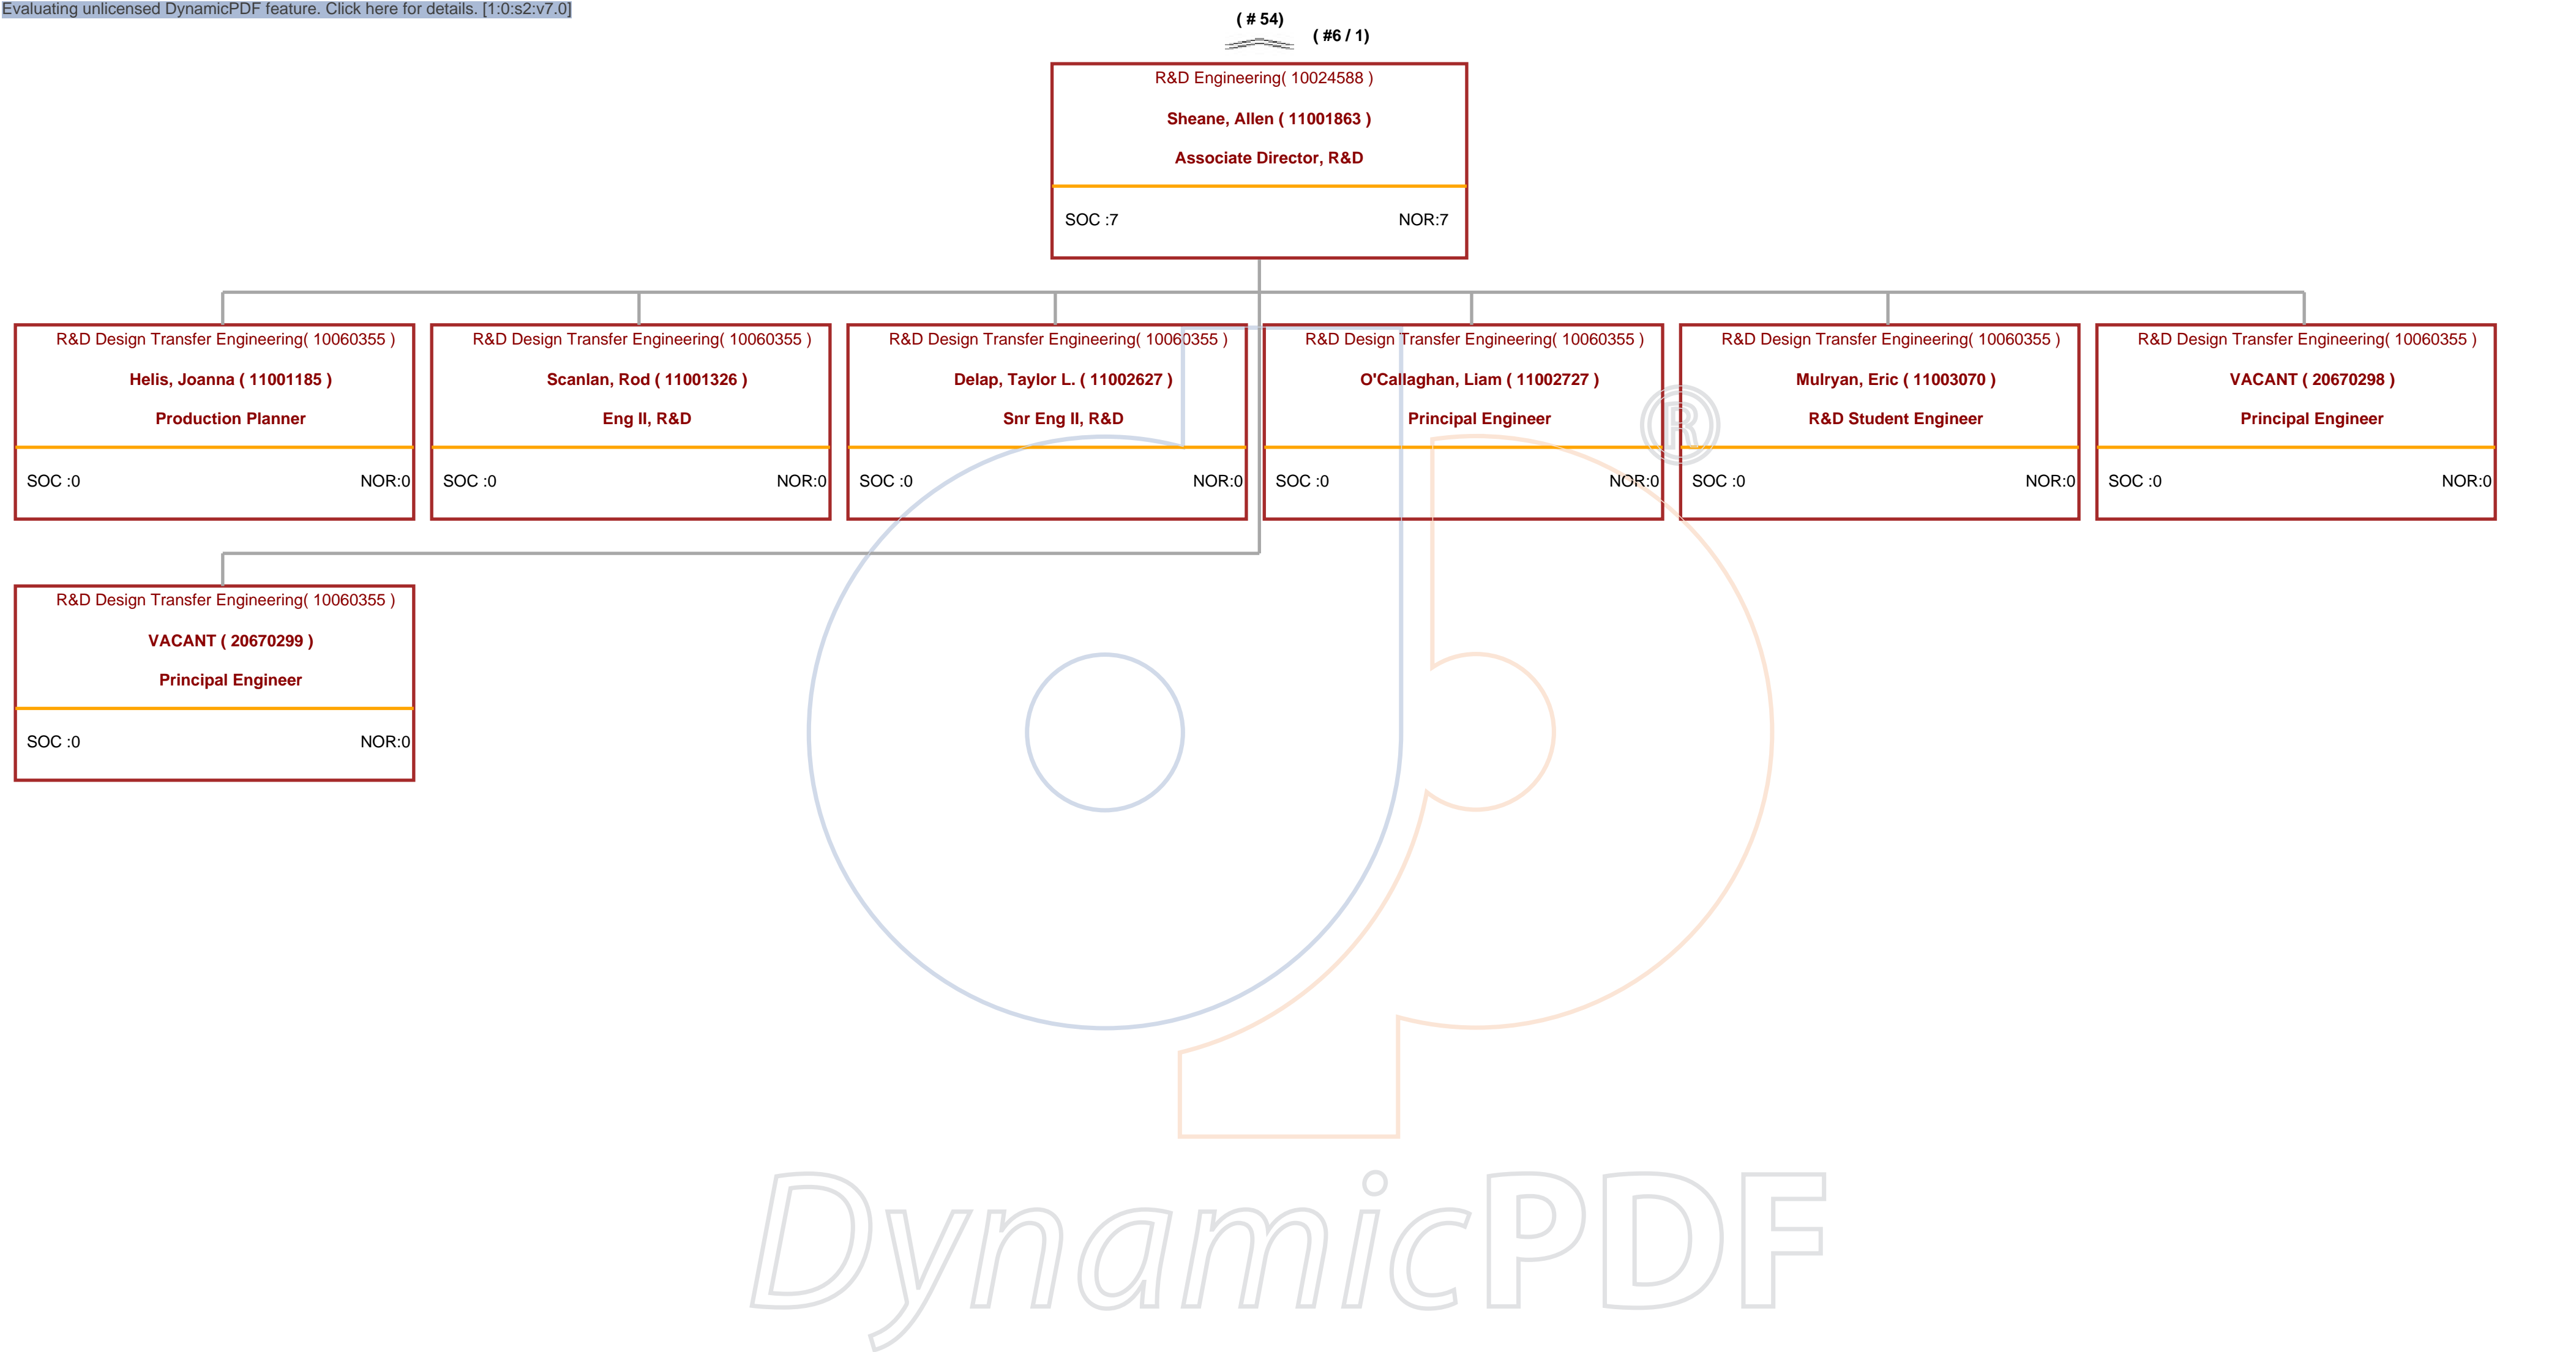 Evaluating unlicensed DynamicPDF feature. Click here for details. [1:0:s2:v7.0]
( # 54)
( #6 / 1)
R&D Engineering( 10024588 )
Sheane, Allen ( 11001863 )
Associate Director, R&D
SOC :7 NOR:7
R&D Design Transfer Engineering( 10060355 )
Helis, Joanna ( 11001185 )
Production Planner
SOC :0 NOR:0
R&D Design Transfer Engineering( 10060355 )
Scanlan, Rod ( 11001326 )
Eng II, R&D
SOC :0 NOR:0
R&D Design Transfer Engineering( 10060355 )
Delap, Taylor L. ( 11002627 )
Snr Eng II, R&D
SOC :0 NOR:0
R&D Design Transfer Engineering( 10060355 )
O'Callaghan, Liam ( 11002727 )
Principal Engineer
SOC :0 NOR:0
R&D Design Transfer Engineering( 10060355 )
Mulryan, Eric ( 11003070 )
R&D Student Engineer
SOC :0 NOR:0
R&D Design Transfer Engineering( 10060355 )
VACANT ( 20670298 )
Principal Engineer
SOC :0 NOR:0
R&D Design Transfer Engineering( 10060355 )
VACANT ( 20670299 )
Principal Engineer
SOC :0 NOR:0
®
DynamicPDF